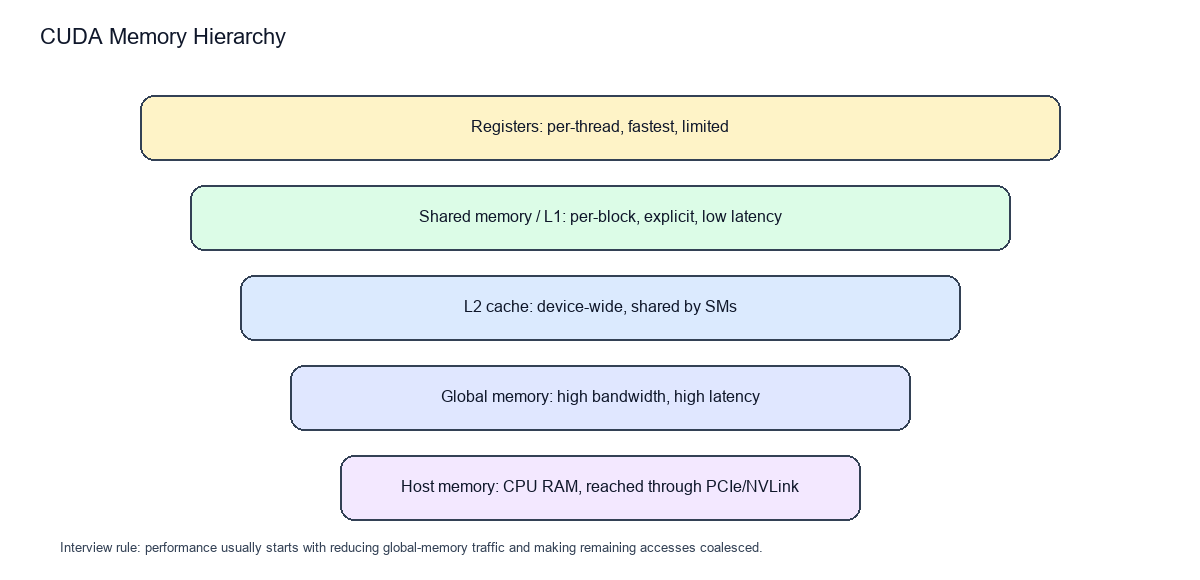 CUDA Memory Hierarchy
Registers: per-thread, fastest, limited
Shared memory / L1: per-block, explicit, low latency
L2 cache: device-wide, shared by SMs
Global memory: high bandwidth, high latency
Host memory: CPU RAM, reached through PCIe/NVLink
Interview rule: performance usually starts with reducing global-memory traffic and making remaining accesses coalesced.